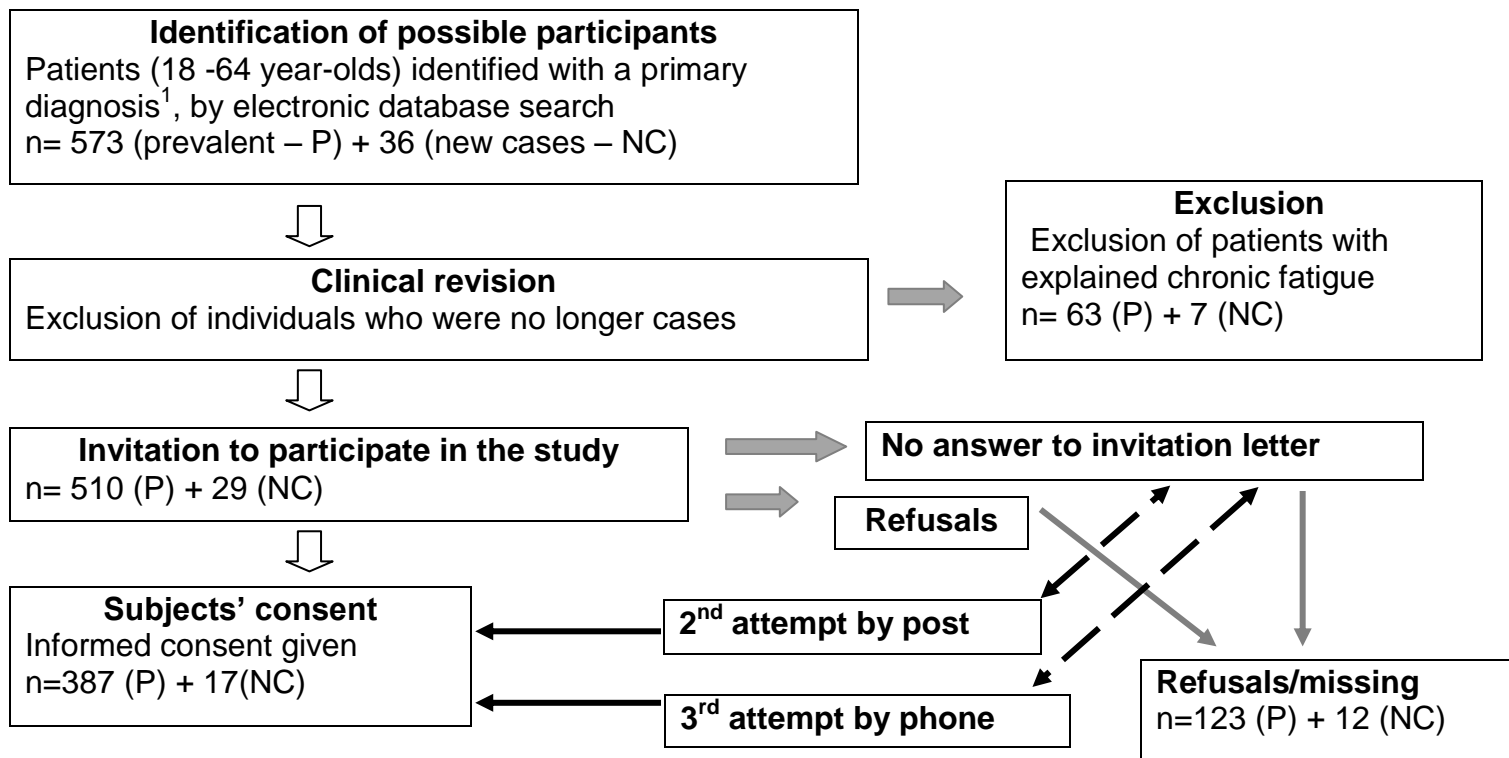 Identification of possible participants
Patients (18 -64 year-olds) identified with a primary
diagnosis1, by electronic database search
n= 573 (prevalent – P) + 36 (new cases – NC)
Exclusion
Exclusion of patients with
explained chronic fatigue
n= 63 (P) + 7 (NC)
Clinical revision
Exclusion of individuals who were no longer cases
Invitation to participate in the study
n= 510 (P) + 29 (NC)
No answer to invitation letter
Refusals
Subjects’ consent
Informed consent given
n=387 (P) + 17(NC)
2nd attempt by post
3rd attempt by phone
Refusals/missing
n=123 (P) + 12 (NC)